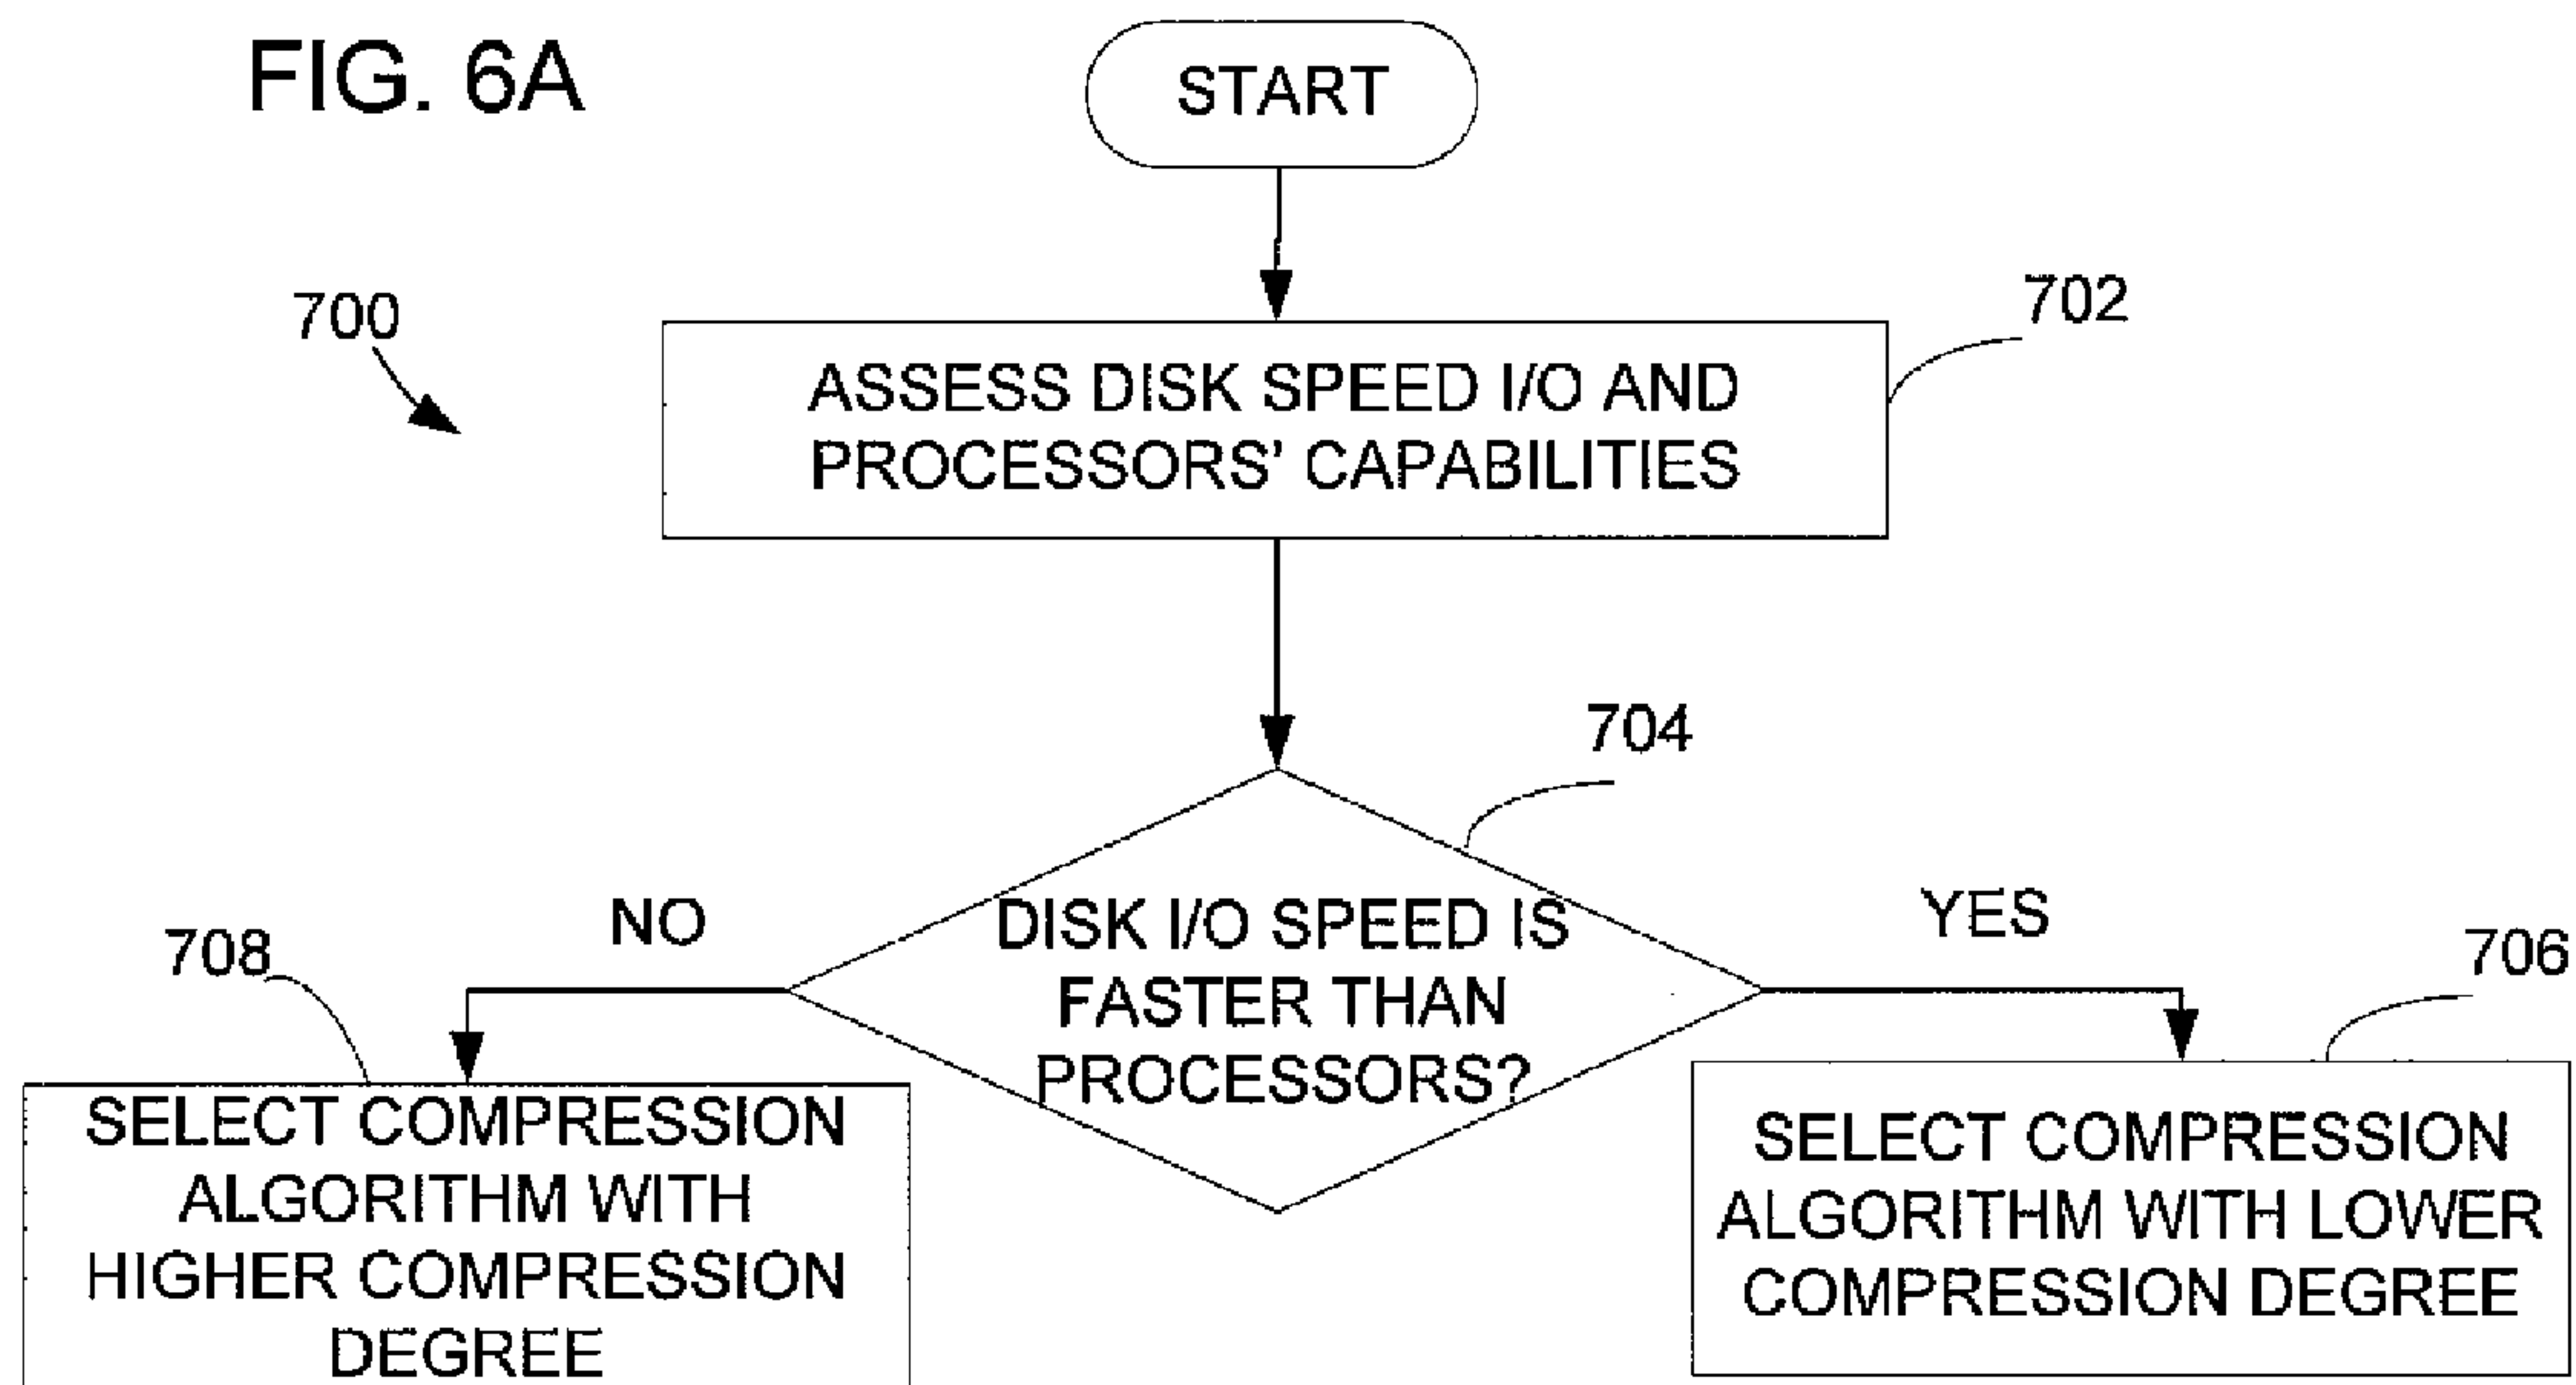 FIG. 6A
START
700
702
ASSESS DISK SPEED I/O AND
PROCESSORS' CAPABILITIES
704
DISK I/O SPEED IS
FASTER THAN
PROCESSORS?
NO
YES
708
706
SELECT COMPRESSION
ALGORITHM WITH
HIGHER COMPRESSION
DEGREE
SELECT COMPRESSION
ALGORITHM WITH LOWER
COMPRESSION DEGREE